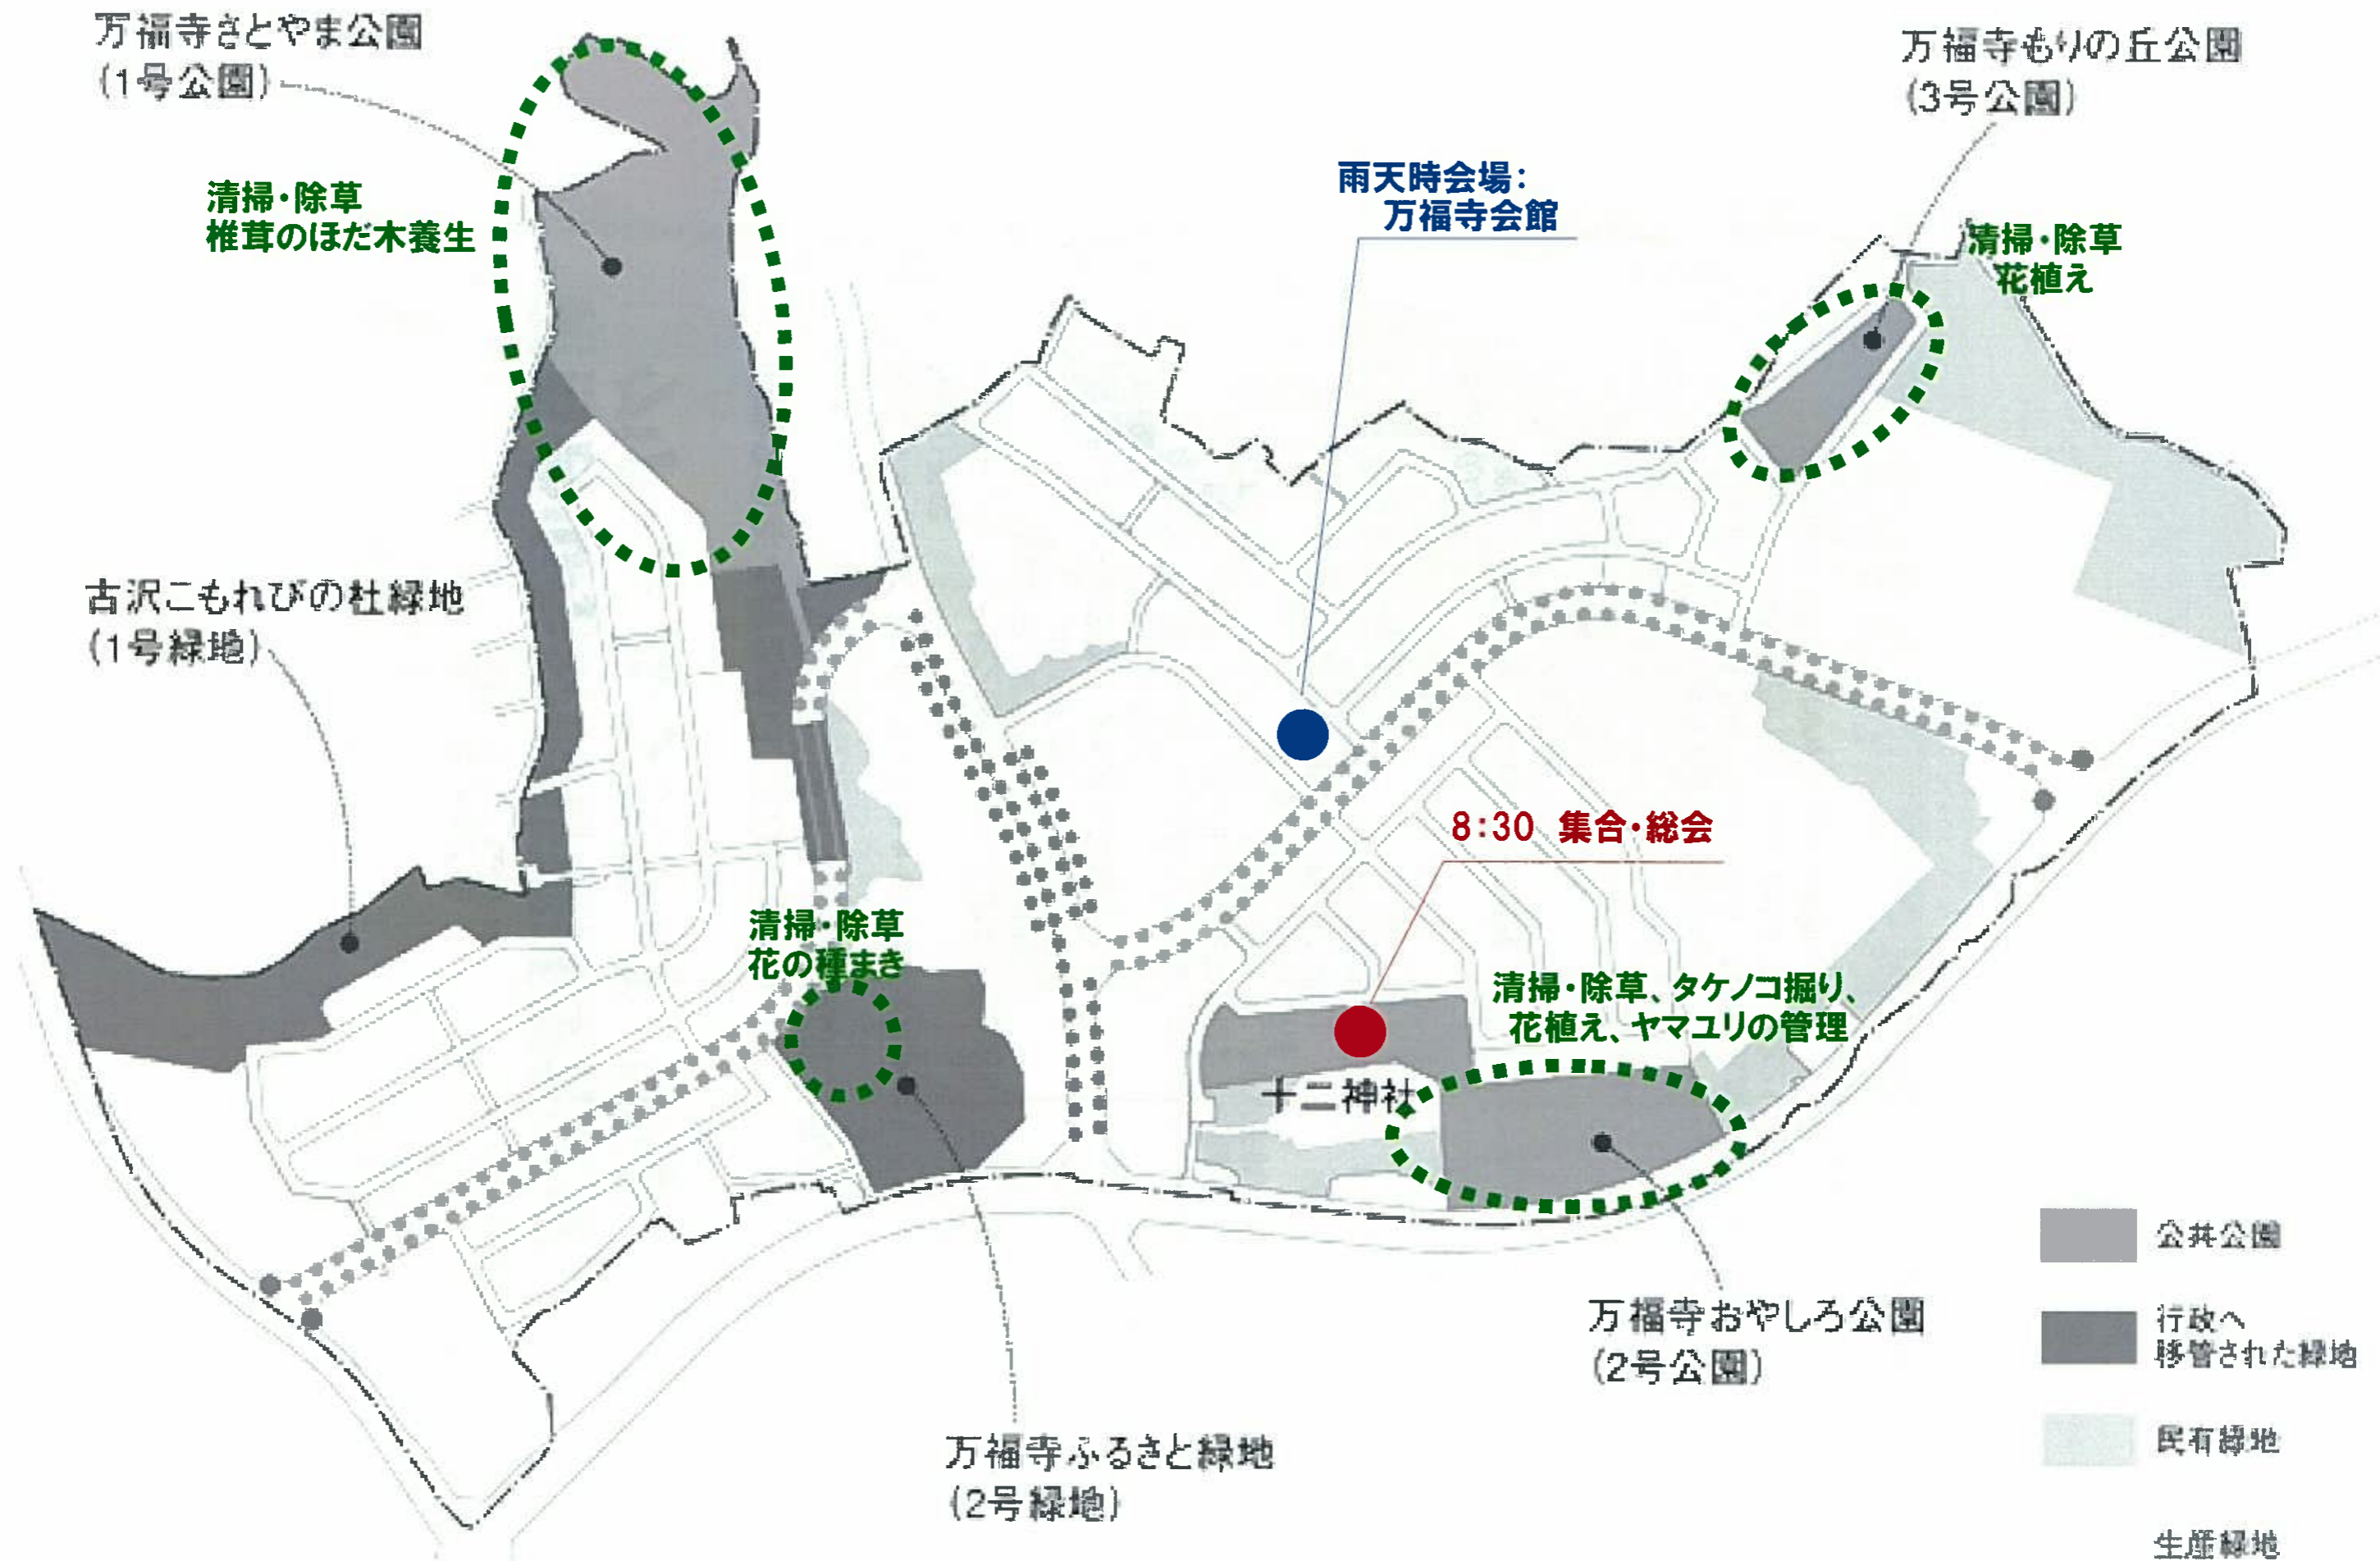 万福寺さとやま公園
(1号公園)
清掃・除草
椎茸のほだ木養生
雨天時会場:
万福寺会館
万福寺もりの丘公園
(3号公園)
清掃・除草
花植え
古沢こもれびの杜緑地
(1号緑地)
8:30 集合・総会
清掃・除草
花の種まき
清掃・除草、タケノコ掘り、
花植え、ヤマユリの管理
十二神社
万福寺おやしろ公園
(2号公園)
万福寺ふるさと緑地
(2号緑地)
公共公園
行政へ
移管された緑地
民有緑地
生産緑地